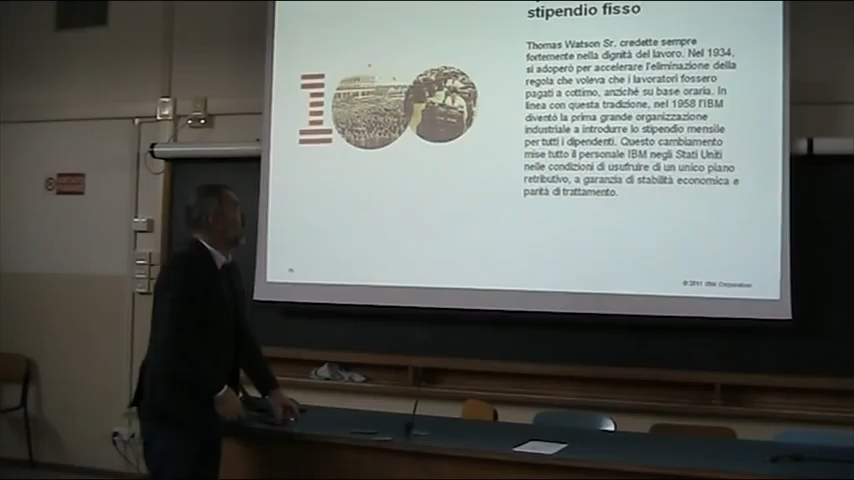 stipendio fisso
Thomas Watson Sr. credette sempre
fortemente nella dignità del lavoro. Nel 1934,
si adoperò per accelerare l'eliminazione della
regola che voleva che i lavoratori fossero
pagati a cottimo, anziché su base oraria. In
linea con questa tradizione, nel 1958 l'IBM
diventò la prima grande organizzazione
industriale a introdurre lo stipendio mensile
per tutti i dipendenti. Questo cambiamento
mise tutto il personale IBM negli Stati Uniti
nelle condizioni di usufruire di un unico piano
retributivo, a garanzia di stabilità economica e
parità di trattamento.
100
© 2011 IBM Corporation